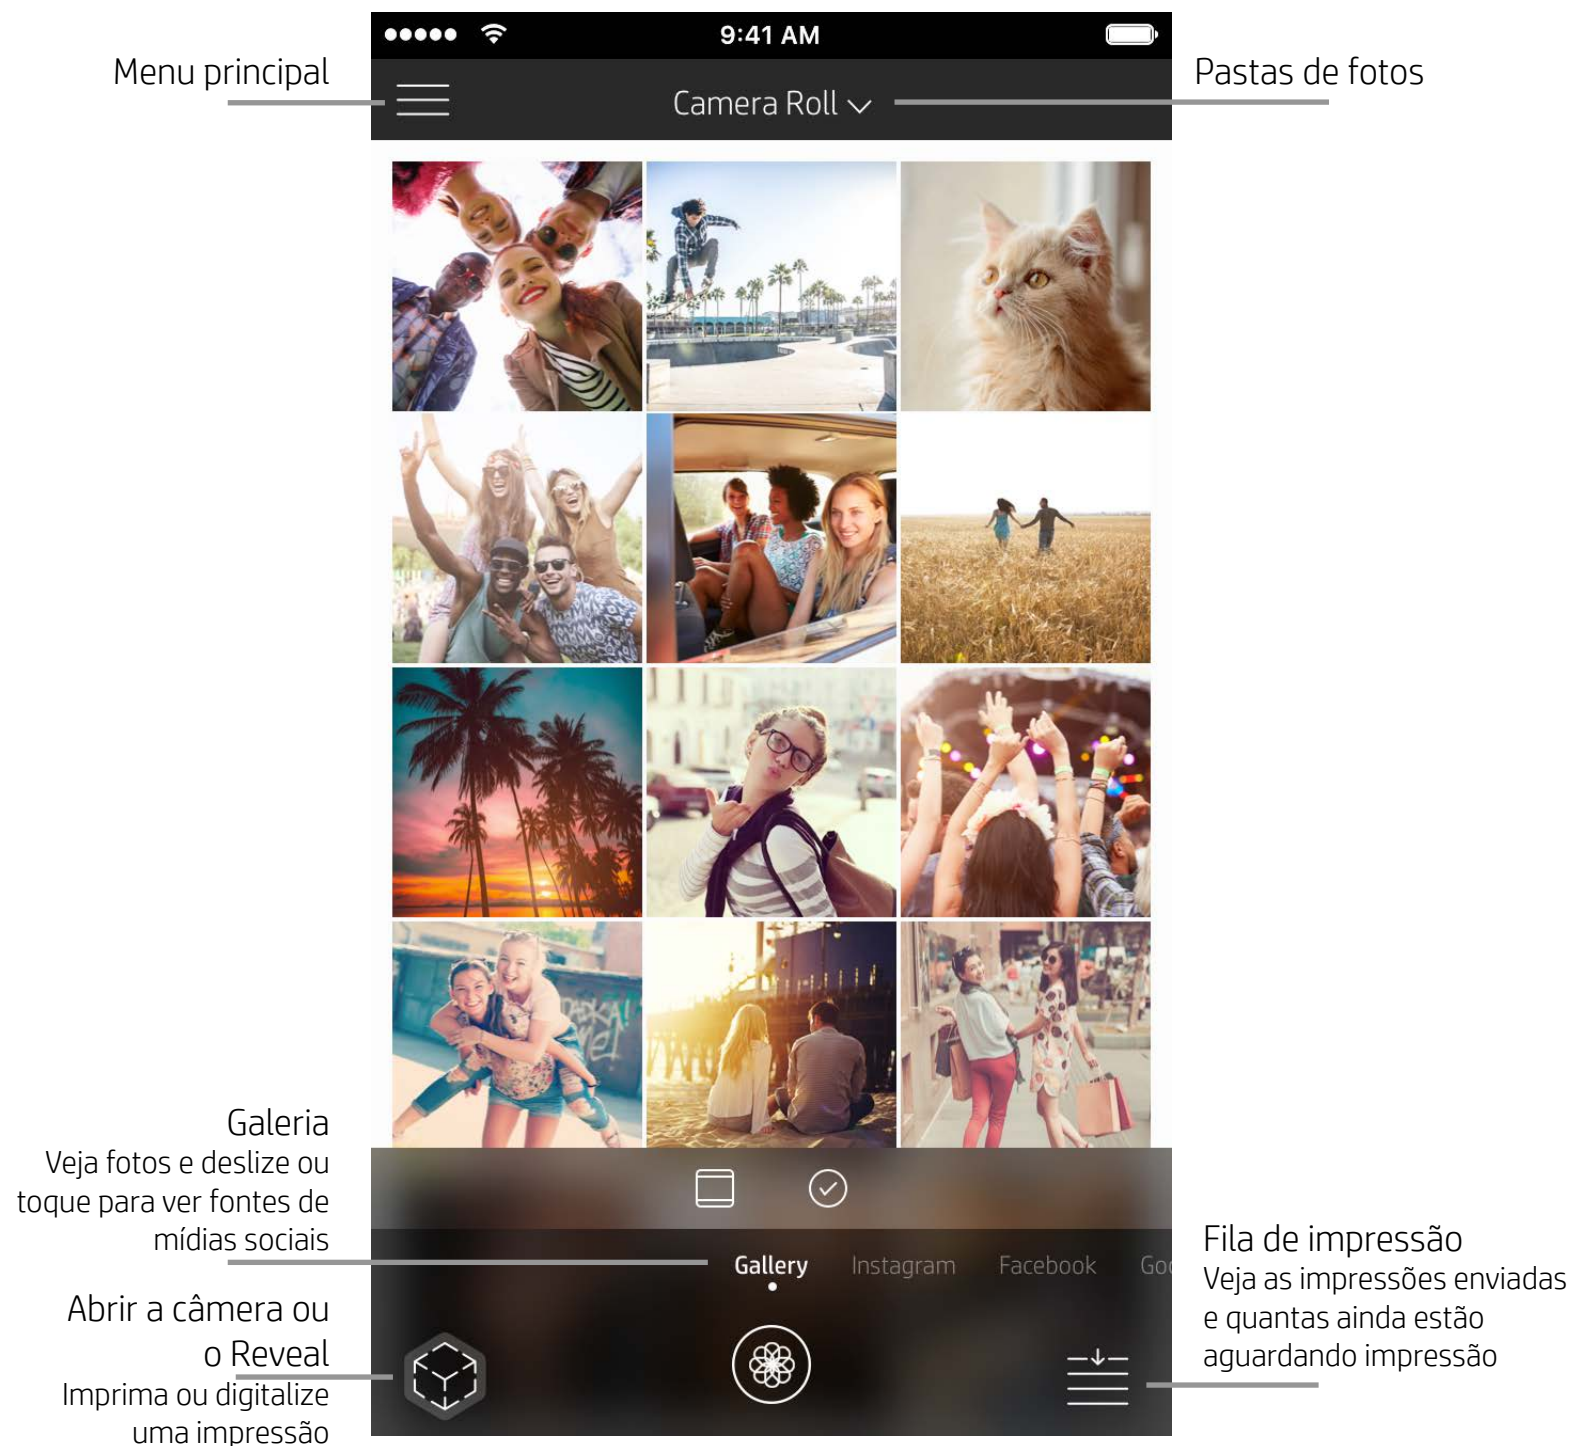 9:41 AM
Menu principal
Camera Roll
Pastas de fotos
Galeria
Veja fotos e deslize ou
toque para ver fontes de
mídias sociais
Gallery Instagram Facebook Goo
Abrir a câmera ou
o Reveal
Imprima ou digitalize
uma impressão
Fila de impressão
Veja as impressões enviadas
e quantas ainda estão
aguardando impressão